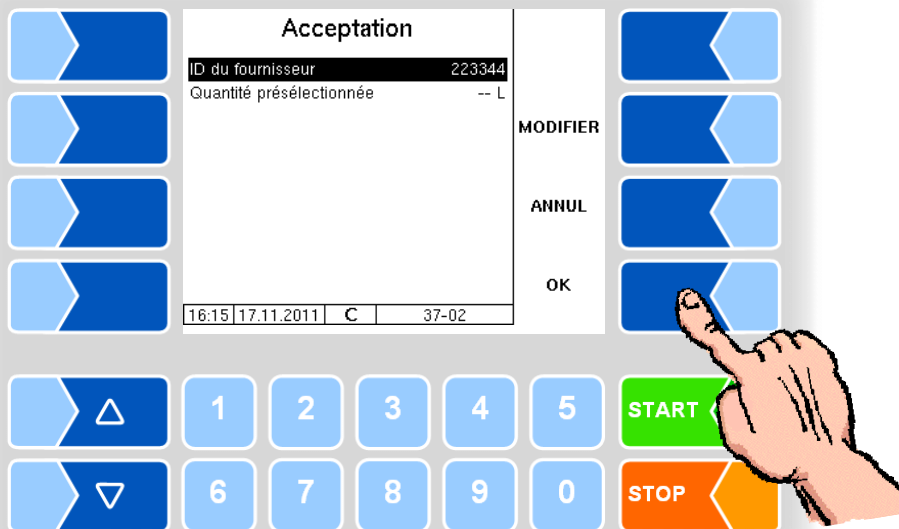 Acceptation
ID du fournisseur 223344
Quantité présélectionnée -- L
MODIFIER
ANNUL
OK
16:15 17.11.2011 C 37-02
1 2 3 4 5 START
6 7 8 9 0 STOP